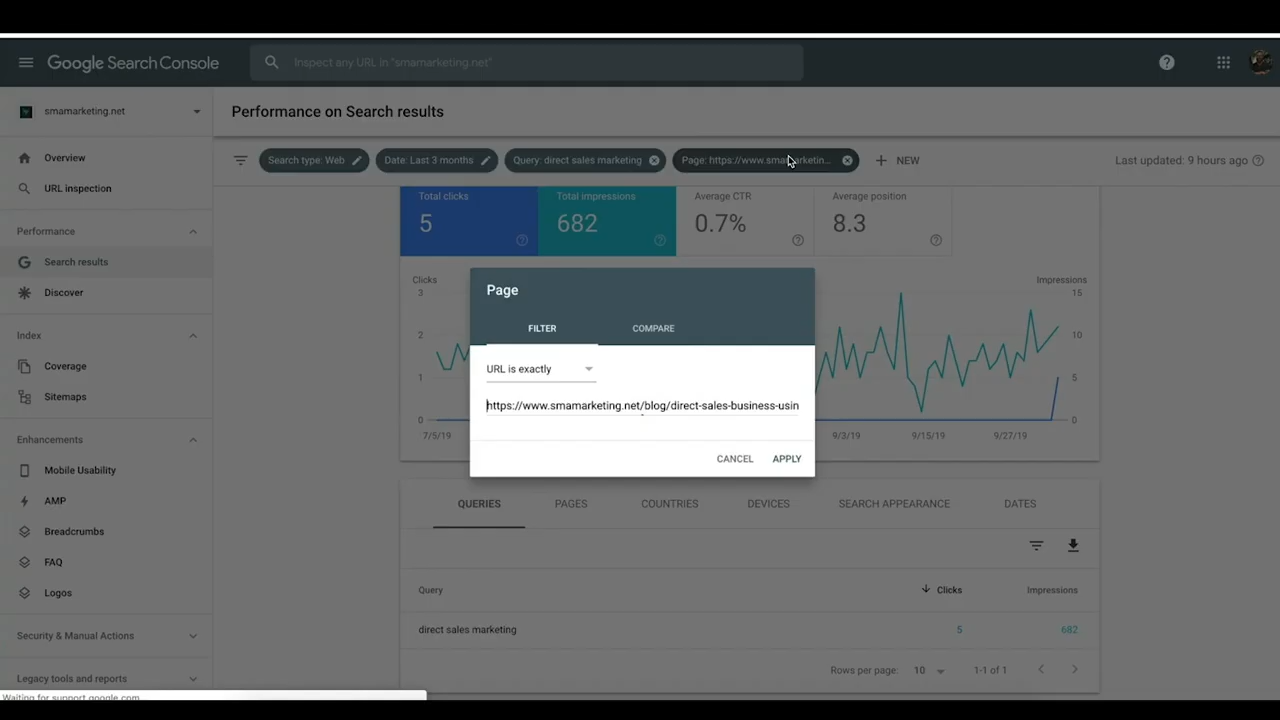 Google Search Console
Inspect any URL in "smamarketing.net"
smamarketing.net
Performance on Search results
Overview
URL inspection
Performance
Search results
Discover
Index
Coverage
Sitemaps
Enhancements
Mobile Usability
AMP
Breadcrumbs
FAQ
Logos
Security & Manual Actions
Legacy tools and reports
Waiting for support.google.com
Search type: Web
Date: Last 3 months
Query: direct sales marketing
Page: https://www.smamarketin...
NEW
Last updated: 9 hours ago
Total clicks
5
Total impressions
682
Average CTR
0.7%
Average position
8.3
Clicks
3
2
1
0
Impressions
15
10
5
0
7/5/19
9/3/19
9/15/19
9/27/19
Page
FILTER
COMPARE
URL is exactly
https://www.smamarketing.net/blog/direct-sales-business-usin
CANCEL
APPLY
QUERIES PAGES COUNTRIES DEVICES SEARCH APPEARANCE DATES
Query Clicks Impressions
direct sales marketing 5 682
Rows per page: 10 1-1 of 1